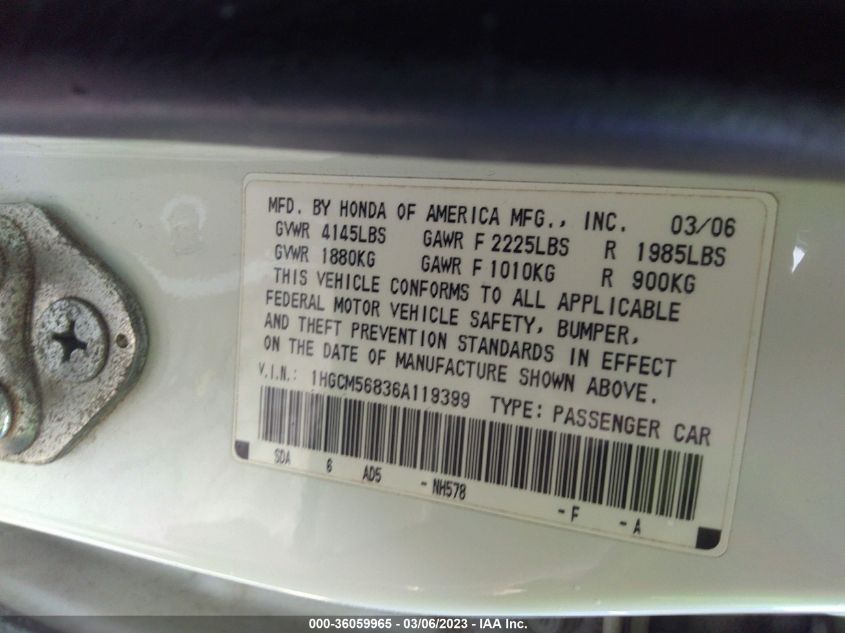 MFD. BY HONDA OF AMERICA MFG., INC. 03/06
GVWR 4145LBS GAWR F 2225LBS R 1985LBS
GVWR 1880KG GAWR F 1010KG R 900KG
THIS VEHICLE CONFORMS TO ALL APPLICABLE
FEDERAL MOTOR VEHICLE SAFETY, BUMPER,
AND THEFT PREVENTION STANDARDS IN EFFECT
ON THE DATE OF MANUFACTURE SHOWN ABOVE.
V.I.N.: 1HGCM56836A119399 TYPE: PASSENGER CAR
SDA 6 AD5 - NH578 - F - A
000-36059965 - 03/06/2023 - IAA Inc.